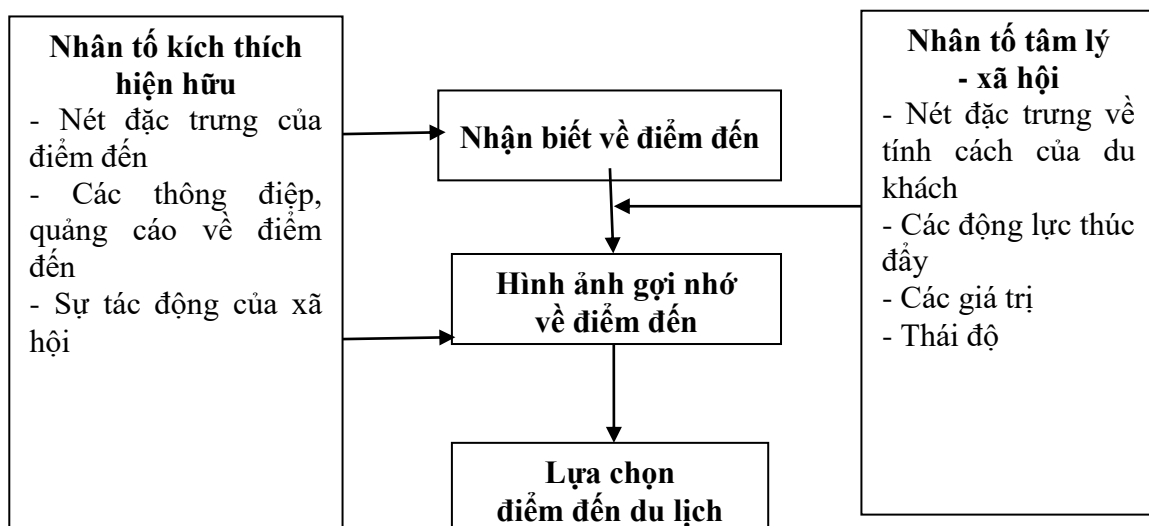 Nhân tố kích thích
hiện hữu
- Nét đặc trưng của
điểm đến
- Các thông điệp,
quảng cáo về điểm
đến
- Sự tác động của xã
hội
Nhận biết về điểm đến
Hình ảnh gợi nhớ
về điểm đến
Lựa chọn
điểm đến du lịch
Nhân tố tâm lý
- xã hội
- Nét đặc trưng về
tính cách của du
khách
- Các động lực thúc
đẩy
- Các giá trị
- Thái độ